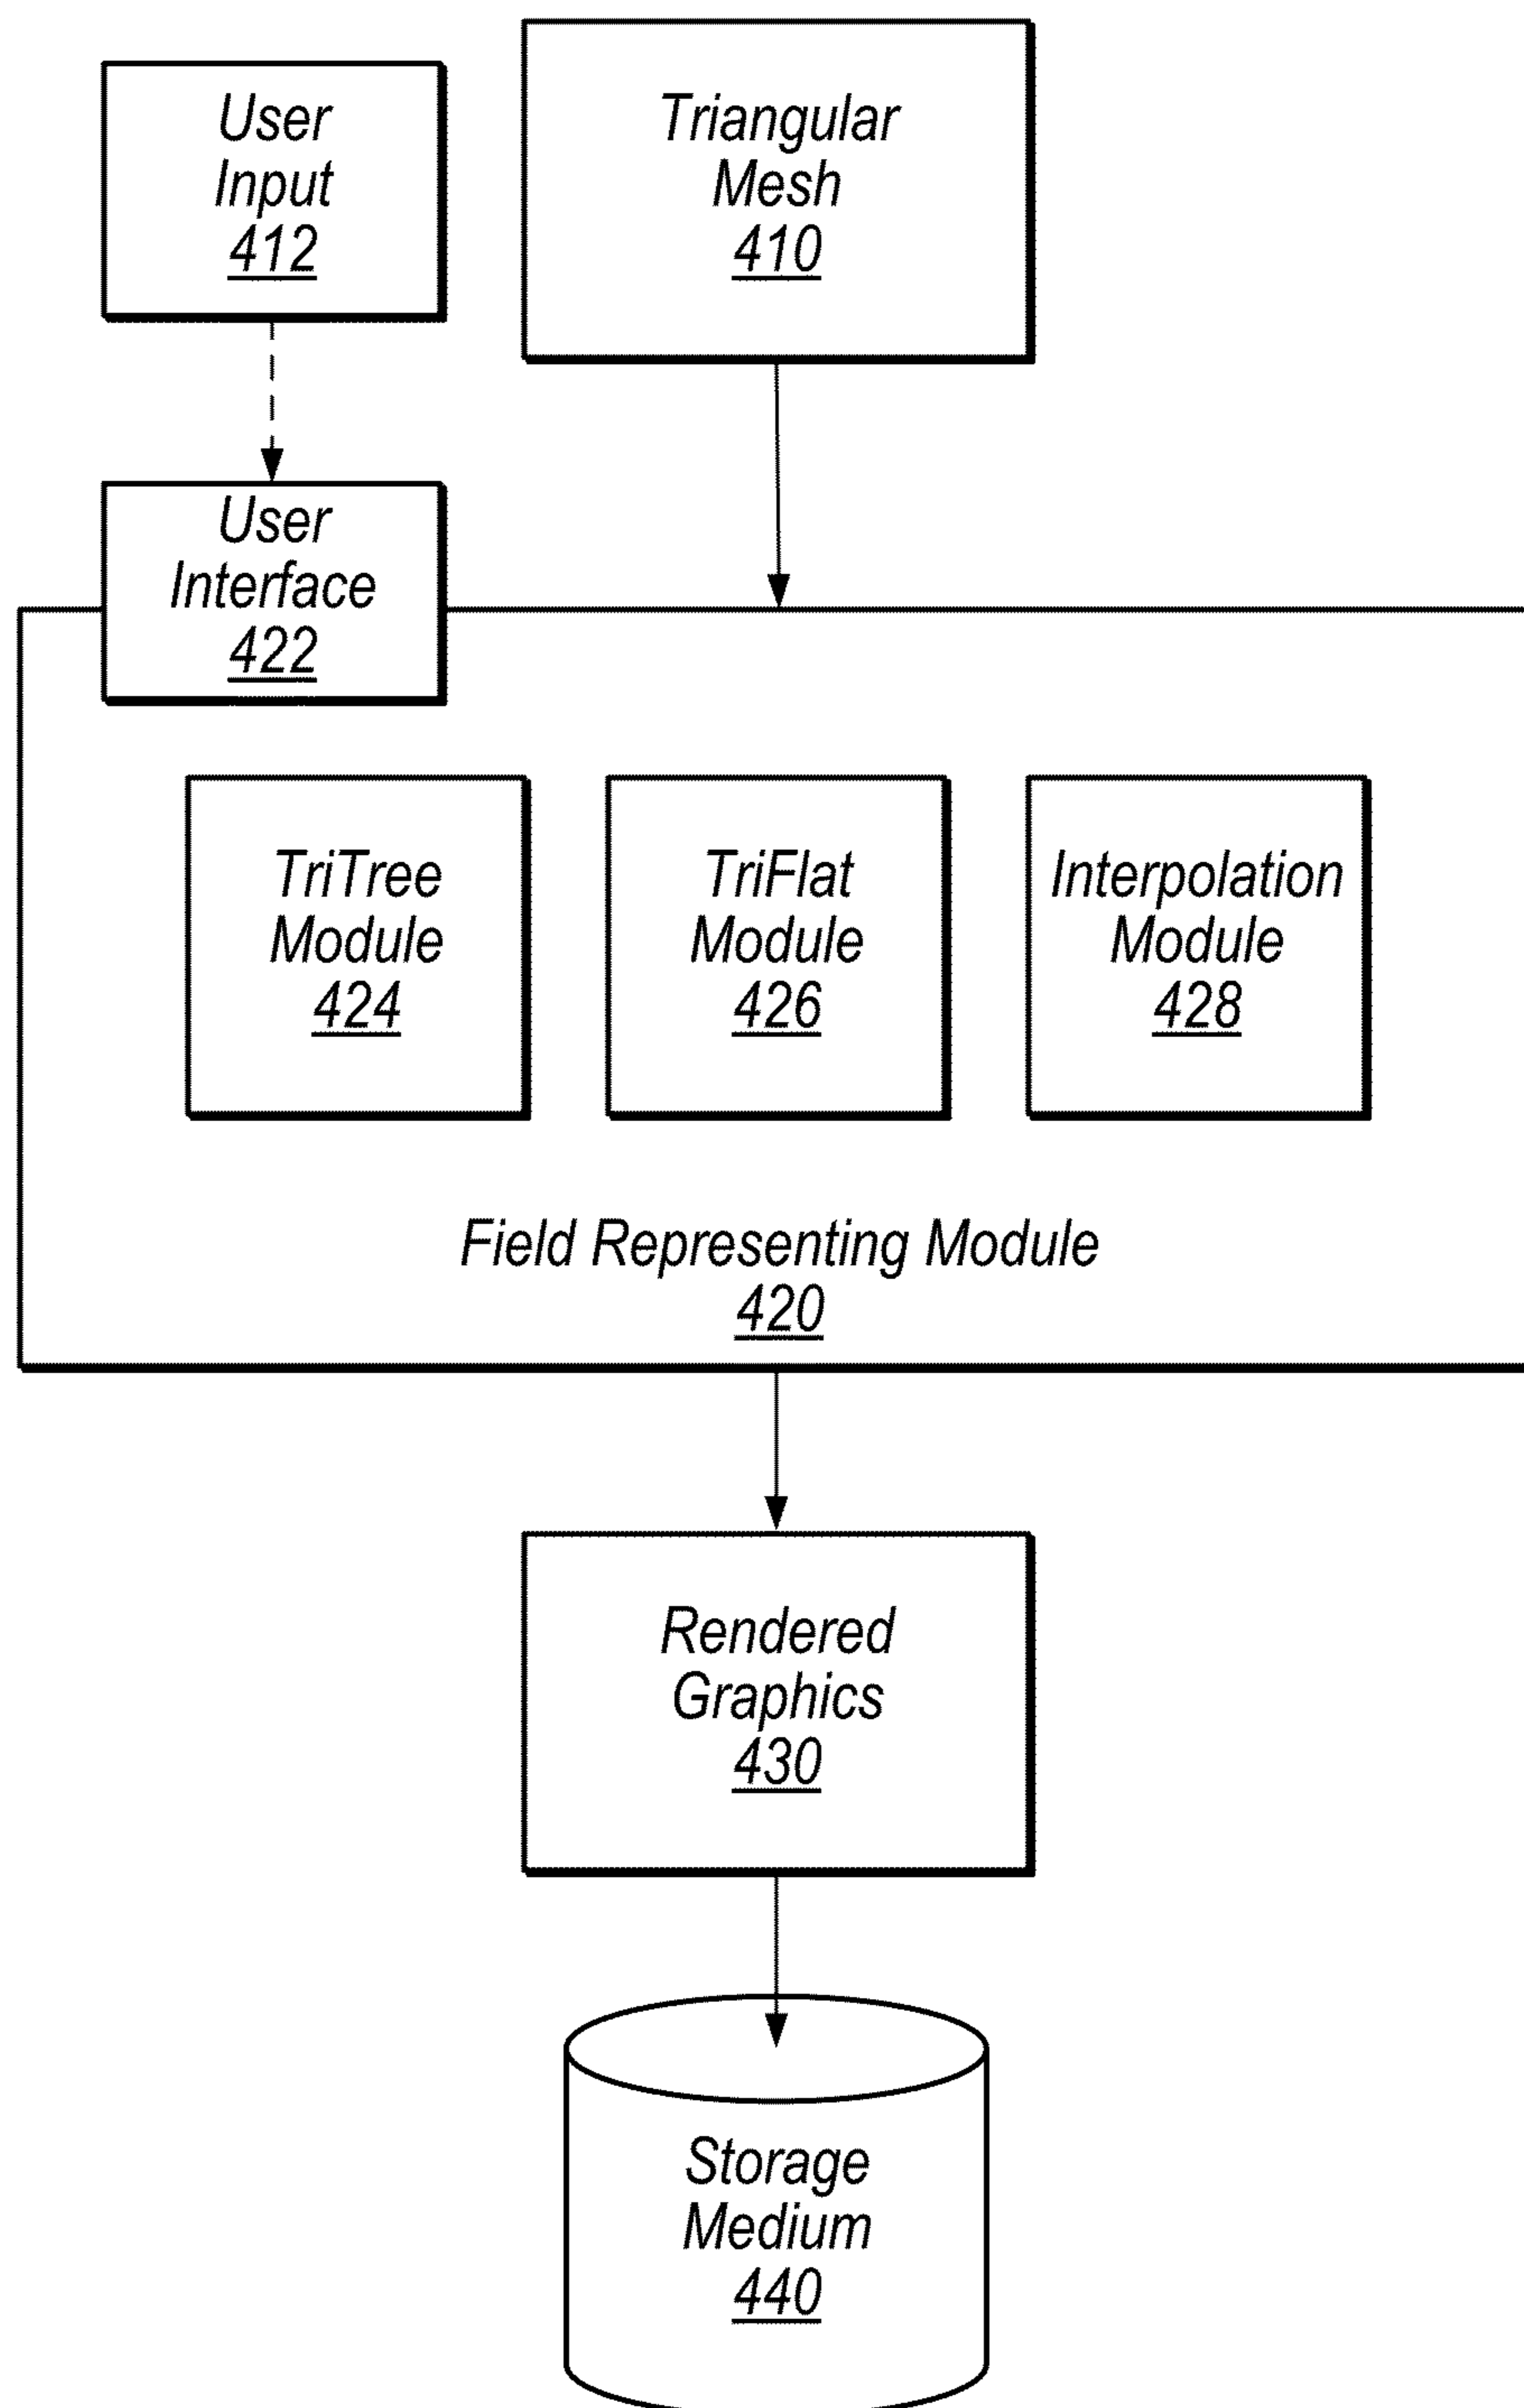 User
Input
412
Triangular
Mesh
410
User
Interface
422
TriTree
Module
424
TriFlat
Module
426
Interpolation
Module
428
Field Representing Module
420
Rendered
Graphics
430
Storage
Medium
440